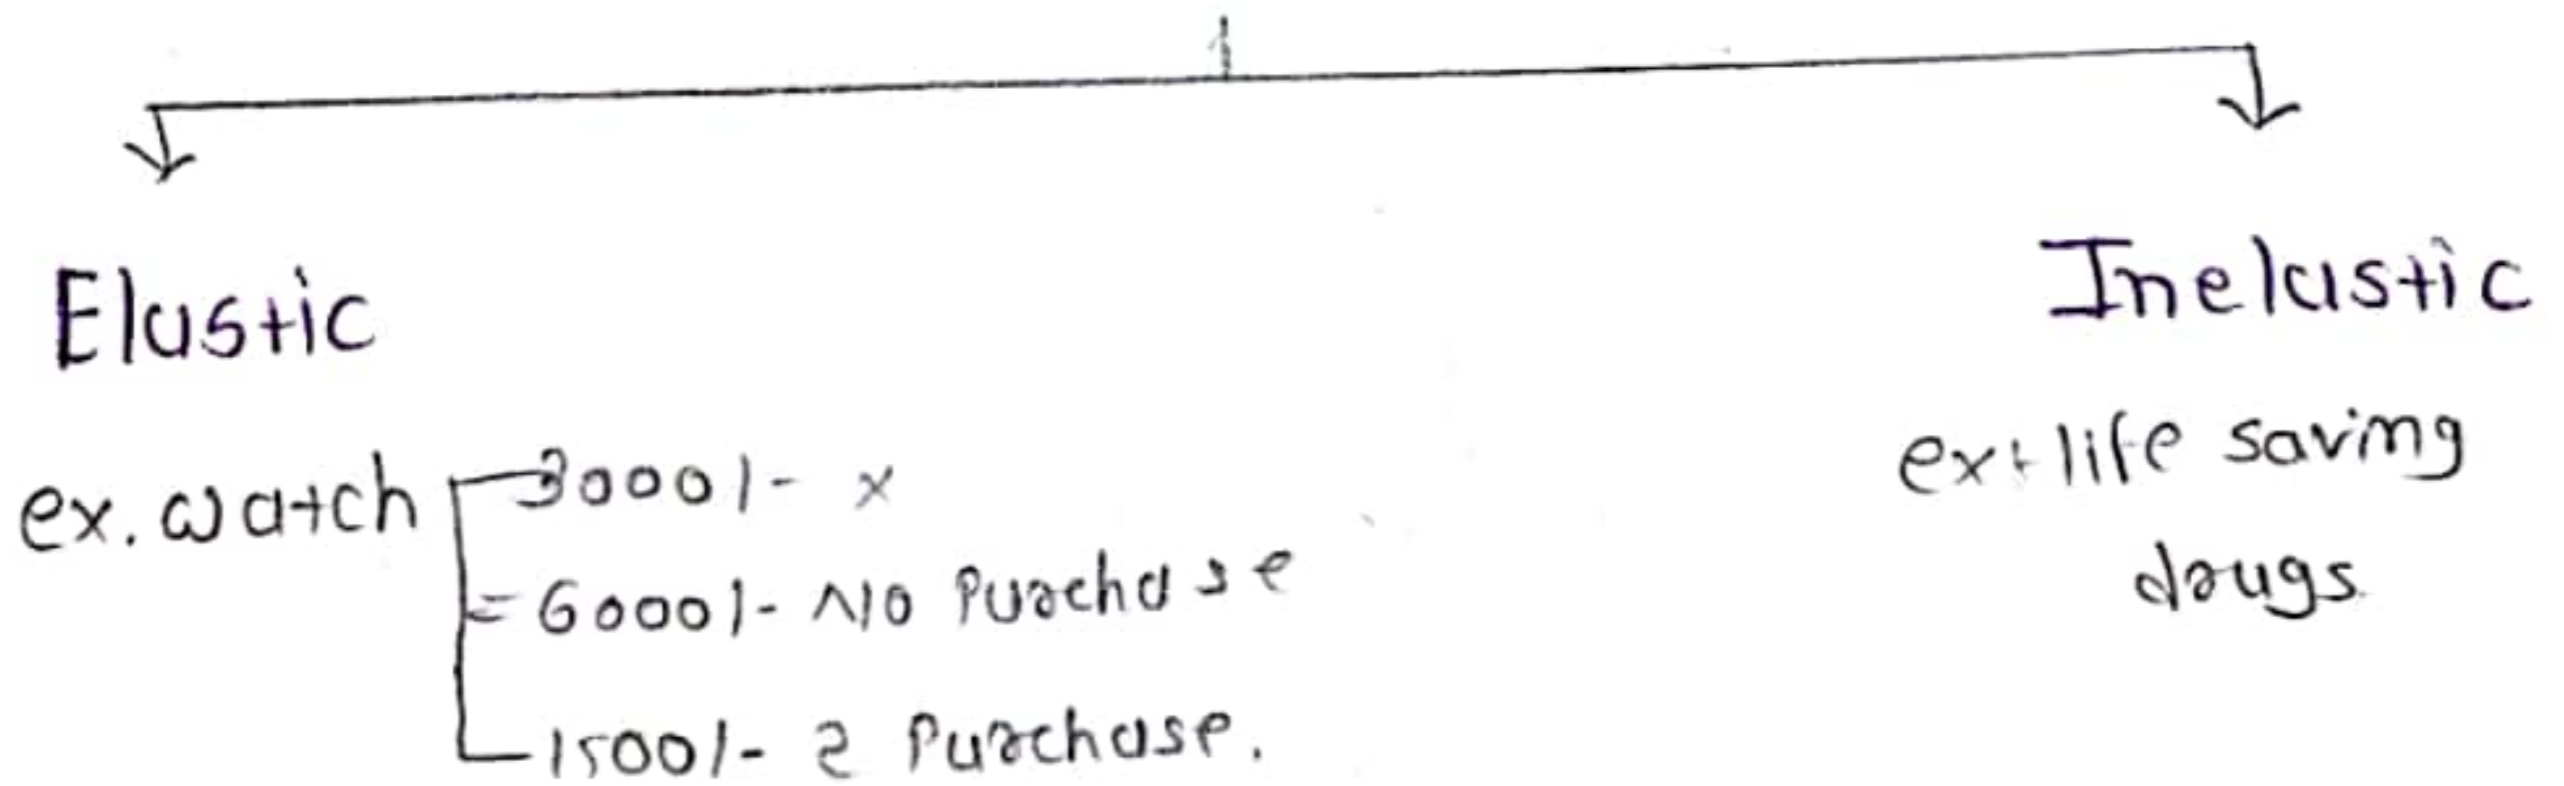 Elastic
Inelastic
ex. watch
3000/- x
= 6000/- No Purchase
1500/- 2 Purchase.
ex: life saving
drugs.